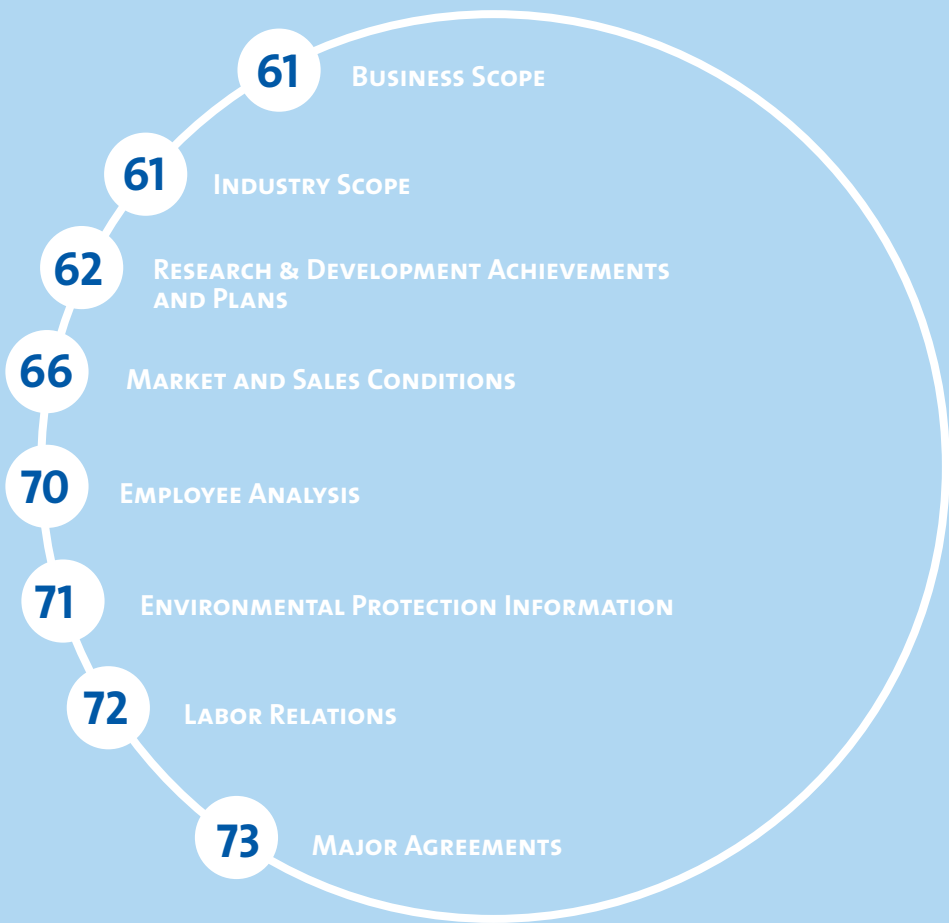 61 Business Scope
61 Industry Scope
62 Research & Development Achievements
and Plans
66 Market and Sales Conditions
70 Employee Analysis
71 Environmental Protection Information
72 Labor Relations
73 Major Agreements